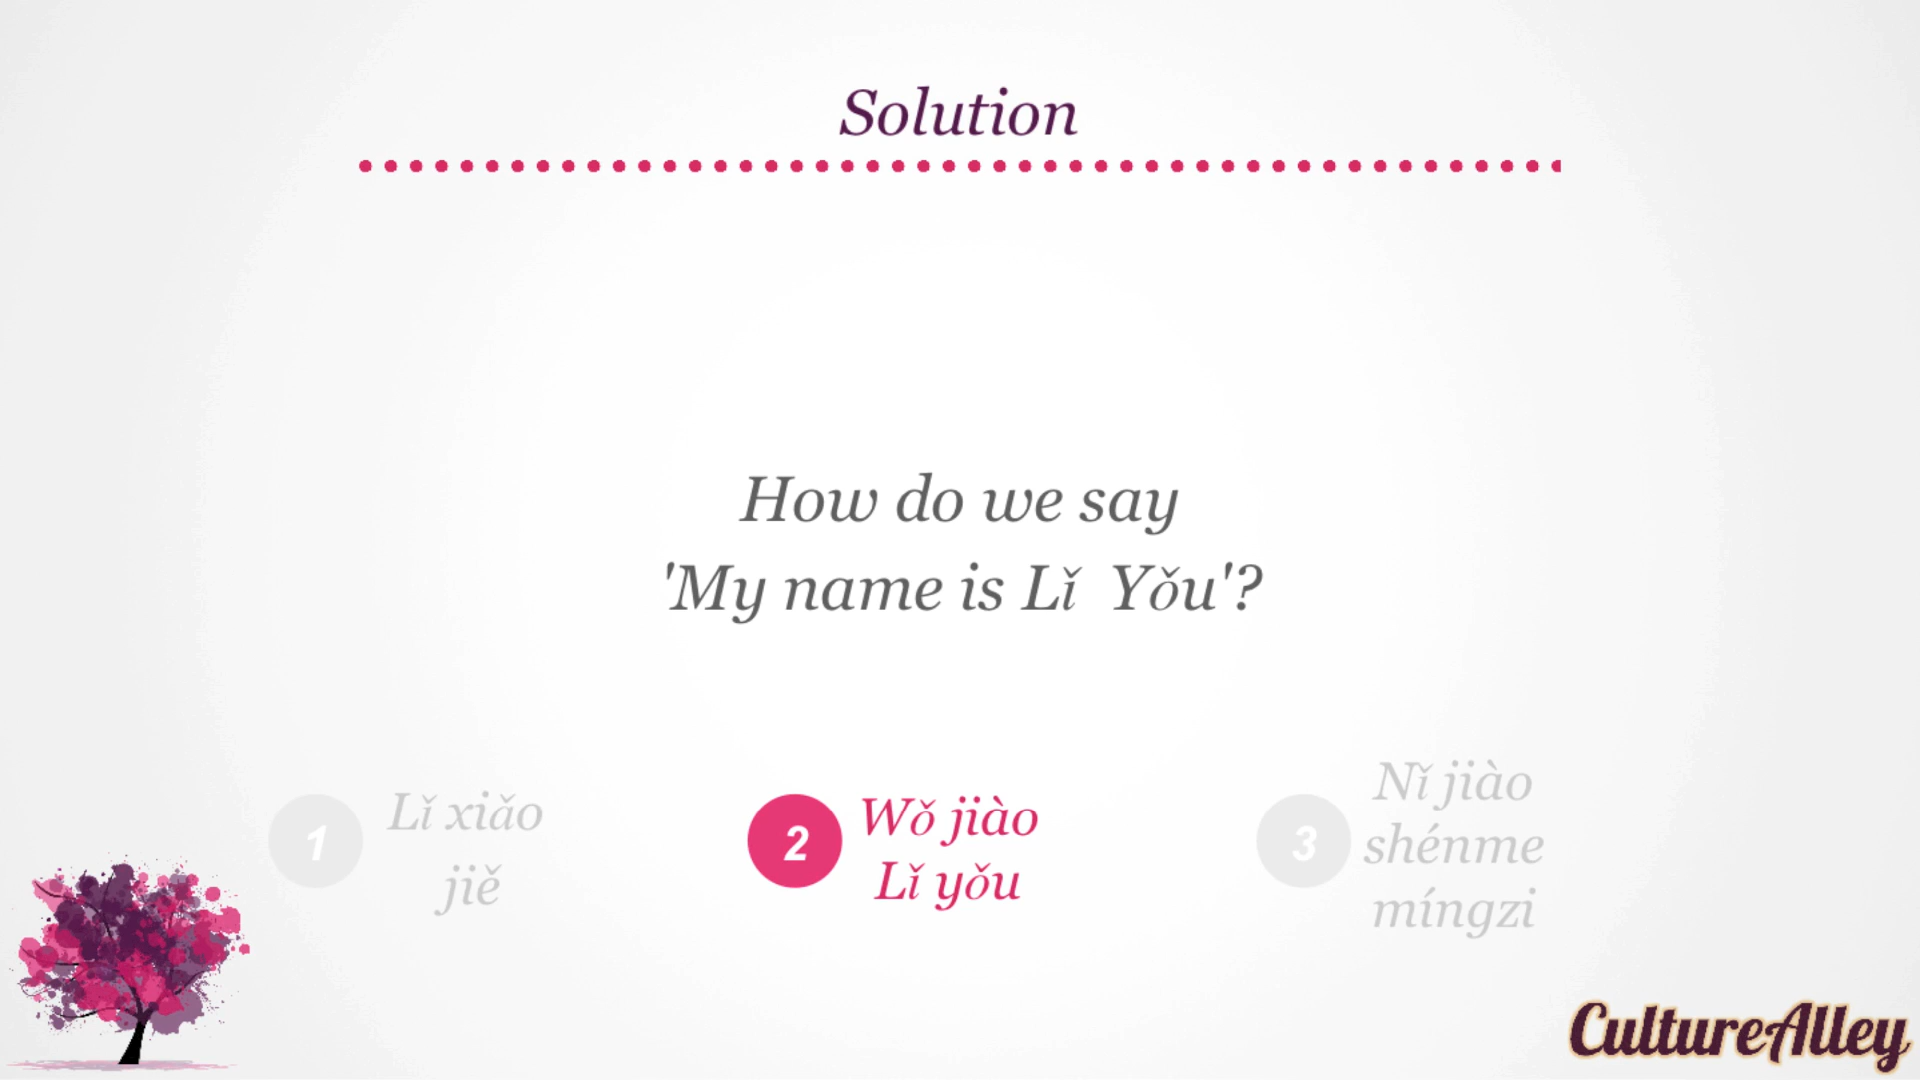 Solution
How do we say
'My name is Lǐ Yǒu'?
1
Lǐ xiǎo
jiě
2
Wǒ jiào
Lǐ yǒu
3
Nǐ jiào
shénme
míngzi
CultureAlley